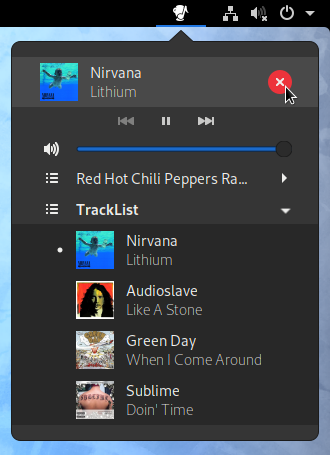 Nirvana
Lithium
Red Hot Chili Peppers Ra...
TrackList
Nirvana
Lithium
Audioslave
Like A Stone
Green Day
When I Come Around
Sublime
Doin' Time